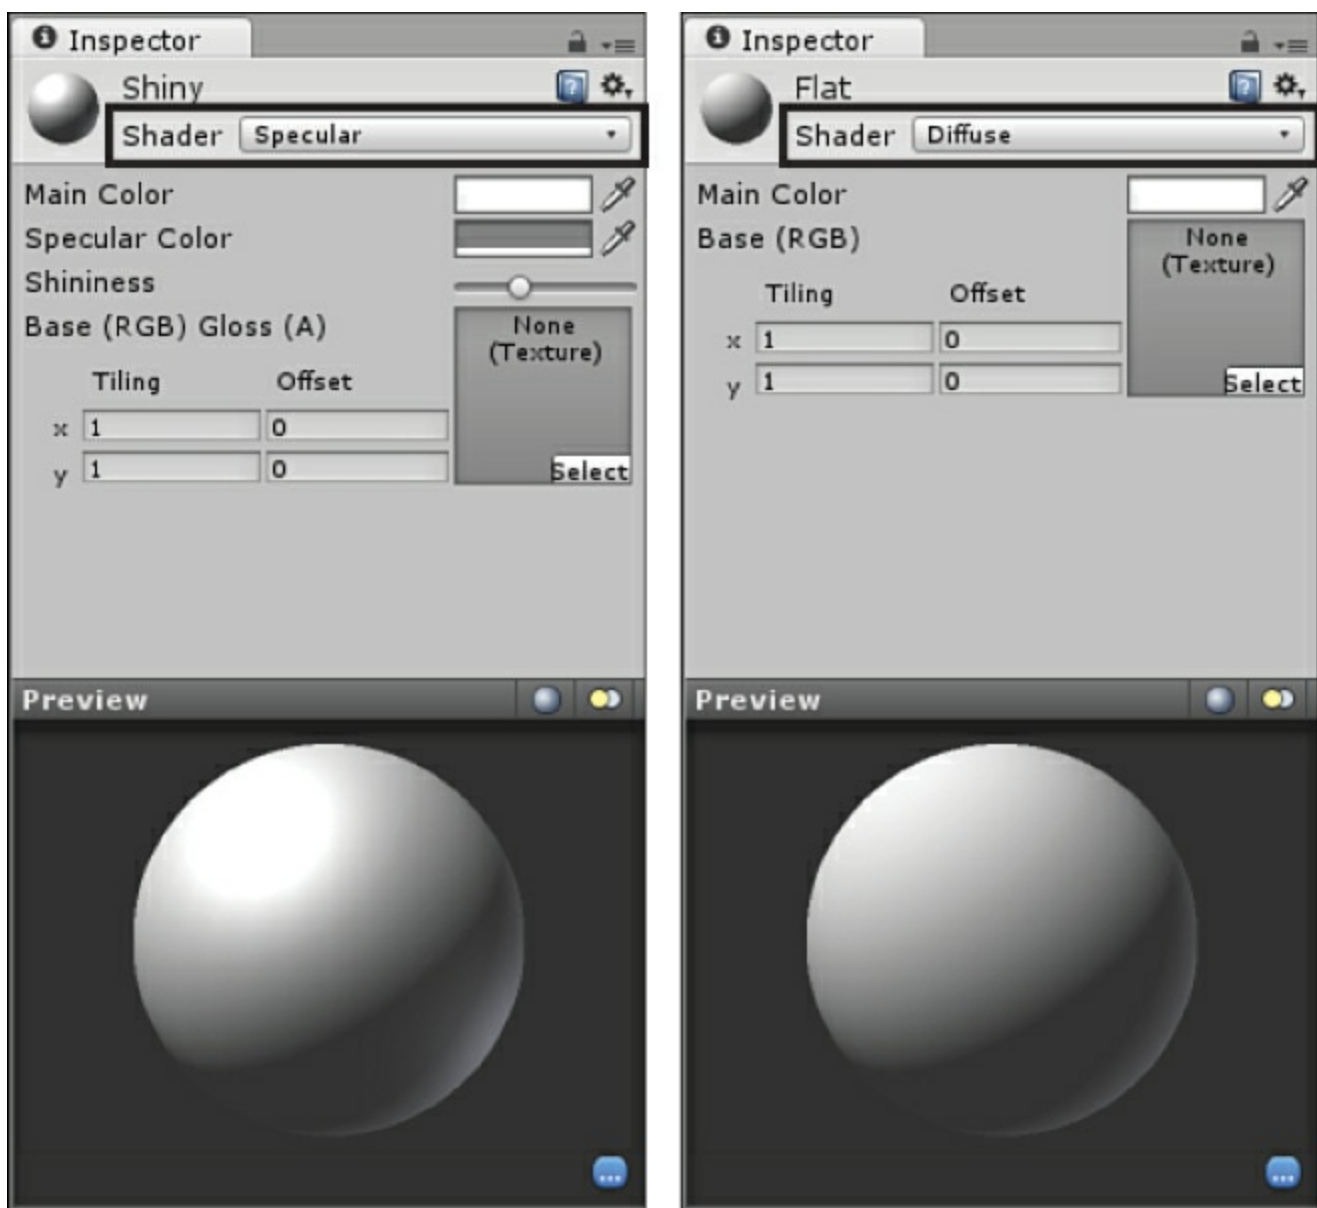 Inspector
Shiny
Shader Specular
Main Color
Specular Color
Shininess
Base (RGB) Gloss (A)
None
(Texture)
Tiling Offset
x 1 0
y 1 0
Select
Preview
Inspector
Flat
Shader Diffuse
Main Color
Base (RGB)
None
(Texture)
Tiling Offset
x 1 0
y 1 0
Select
Preview